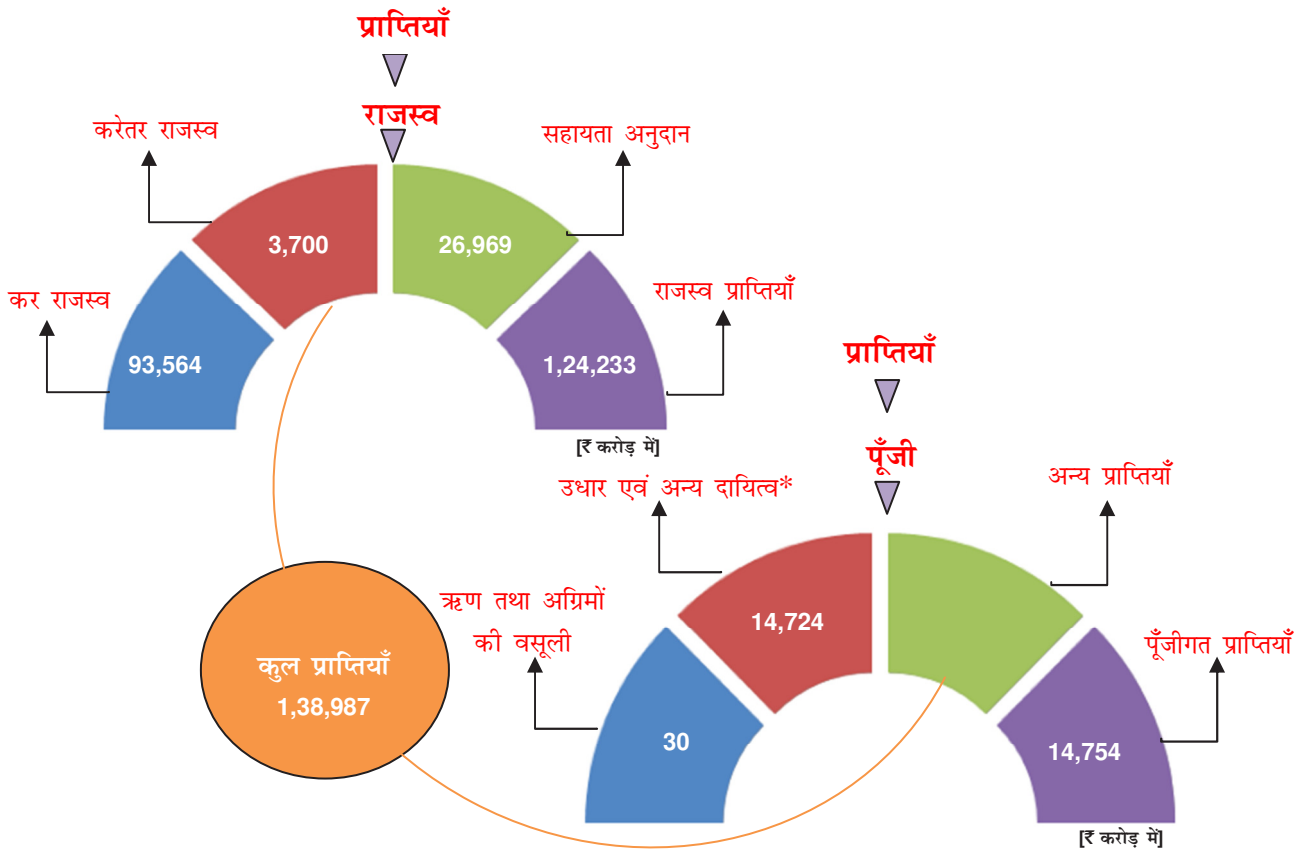 प्राप्तियाँ
राजस्व
करेतर राजस्व
सहायता अनुदान
3,700
26,969
कर राजस्व
राजस्व प्राप्तियाँ
93,564
1,24,233
[₹ करोड़ में]
प्राप्तियाँ
पूँजी
उधार एवं अन्य दायित्व*
अन्य प्राप्तियाँ
ऋण तथा अग्रिमों
की वसूली
14,724
पूँजीगत प्राप्तियाँ
कुल प्राप्तियाँ
1,38,987
30
14,754
[₹ करोड़ में]